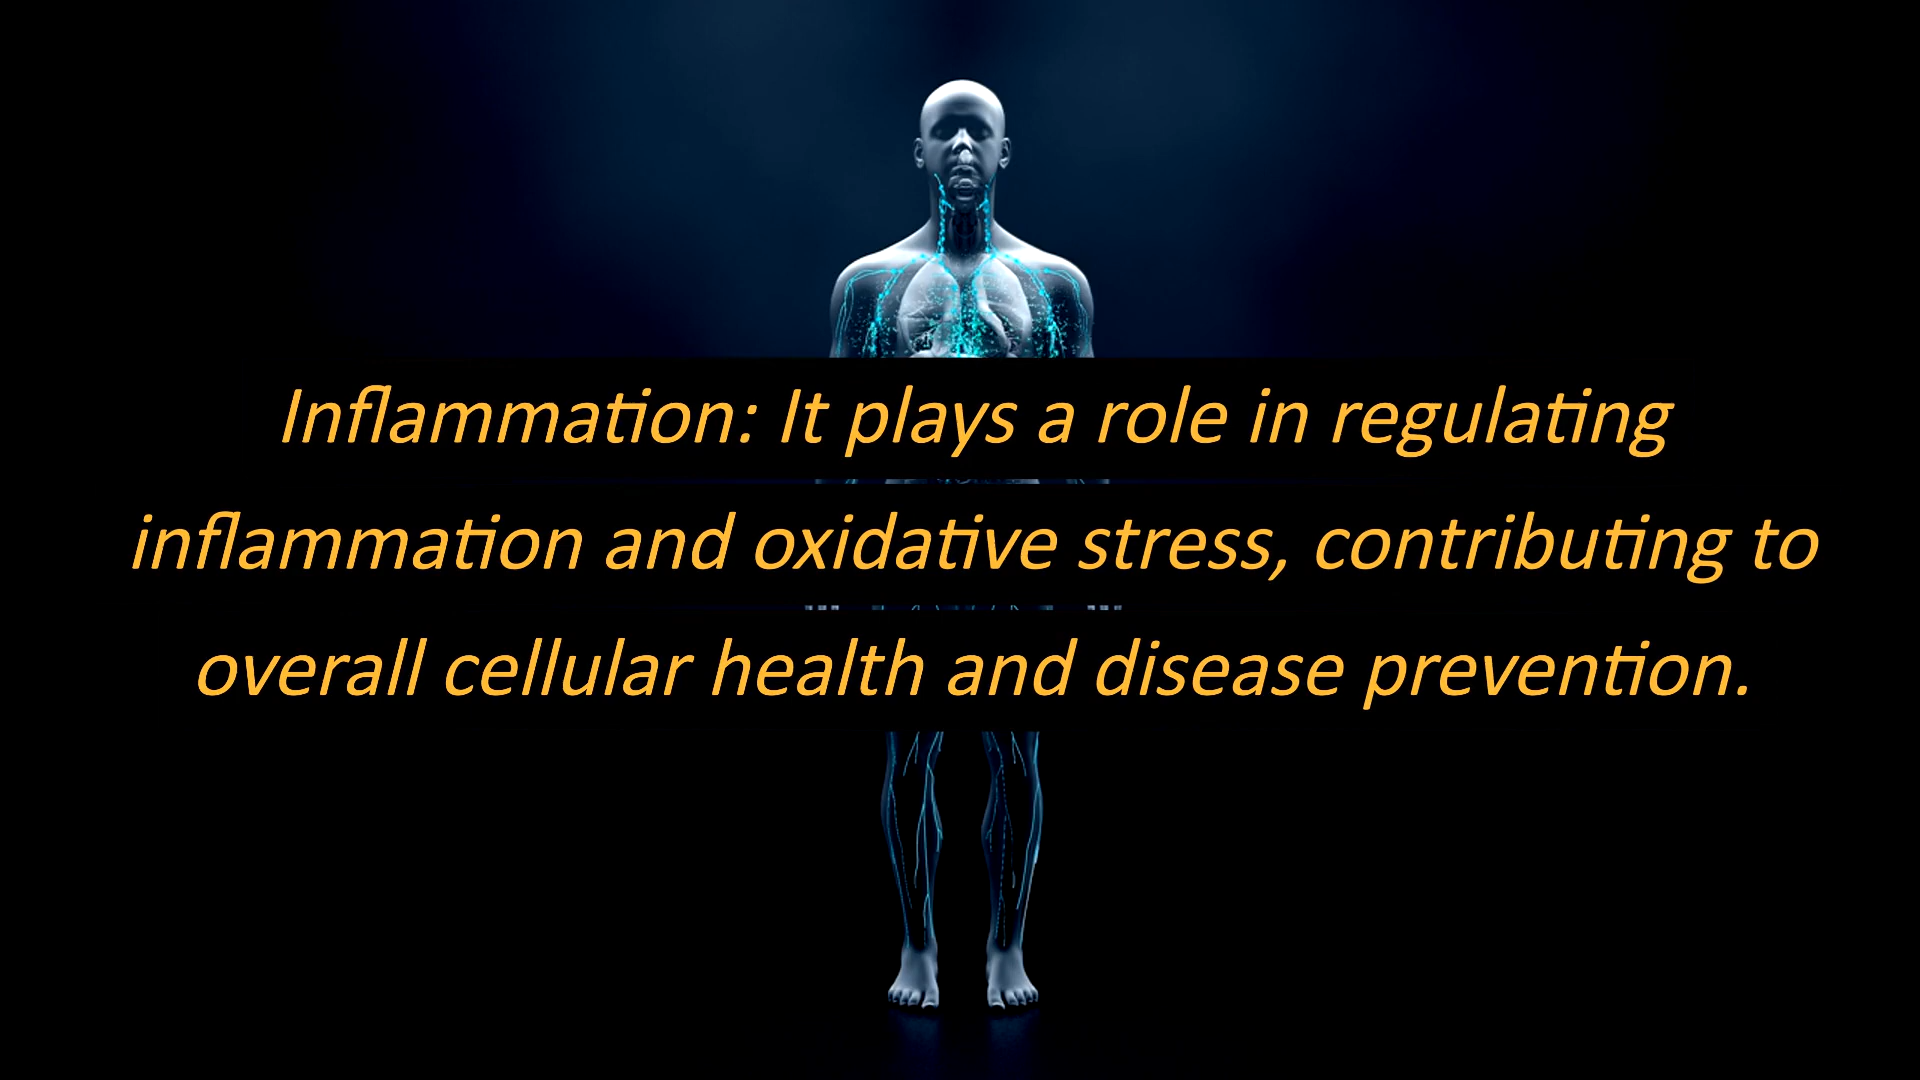 Inflammation: It plays a role in regulating
inflammation and oxidative stress, contributing to
overall cellular health and disease prevention.